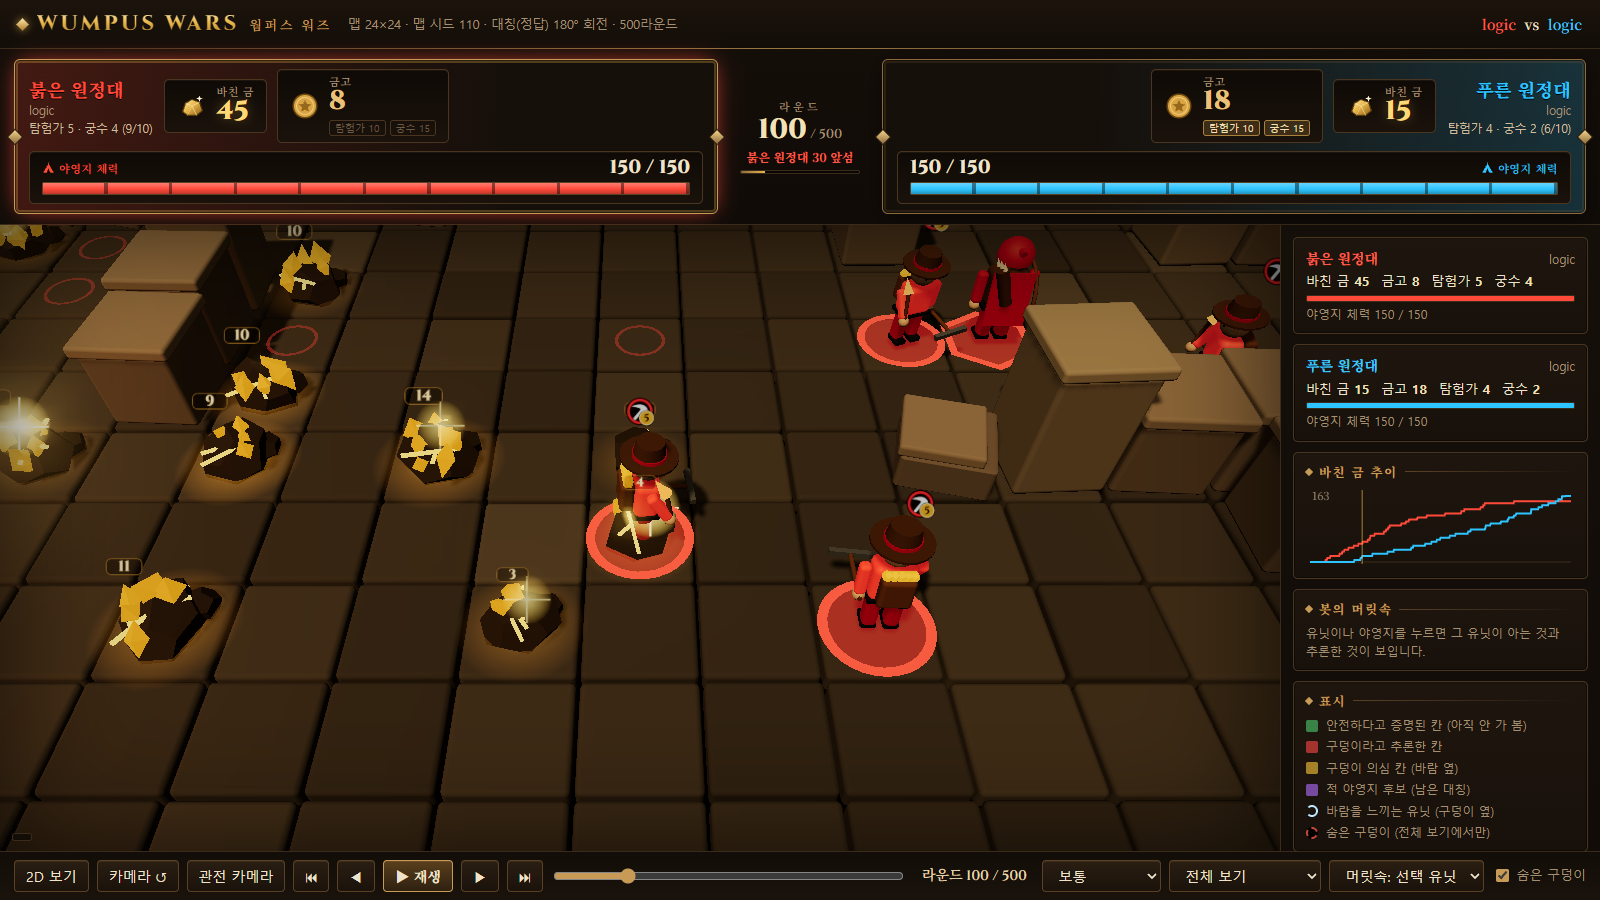 WUMPUS WARS 웜퍼스 워즈 맵 24×24 · 맵 시드 110 · 대칭(정답) 180° 회전 · 500라운드
logic vs logic
붉은 원정대
logic
탐험가 5 · 궁수 4 (9/10)
바친 금
45
금고
8
탐험가 10 궁수 15
야영지 체력 150 / 150
라운드
100 / 500
붉은 원정대 30 앞섬
금고
18
탐험가 10 궁수 15
바친 금
15
푸른 원정대
logic
탐험가 4 · 궁수 2 (6/10)
150 / 150 야영지 체력
10
10
9
14
4
5
5
11
3
붉은 원정대 logic
바친 금 45 금고 8 탐험가 5 궁수 4
야영지 체력 150 / 150
푸른 원정대 logic
바친 금 15 금고 18 탐험가 4 궁수 2
야영지 체력 150 / 150
바친 금 추이
163
봇의 머릿속
유닛이나 야영지를 누르면 그 유닛이 아는 것과
추론한 것이 보입니다.
표시
안전하다고 증명된 칸 (아직 안 가 봄)
구덩이라고 추론한 칸
구덩이 의심 칸 (바람 옆)
적 야영지 후보 (남은 대칭)
바람을 느끼는 유닛 (구덩이 옆)
숨은 구덩이 (전체 보기에서만)
2D 보기 카메라 ↺ 관전 카메라 ⏮ ◀ ▶ 재생 ▶ ⏭ 라운드 100 / 500 보통 전체 보기 머릿속: 선택 유닛 숨은 구덩이